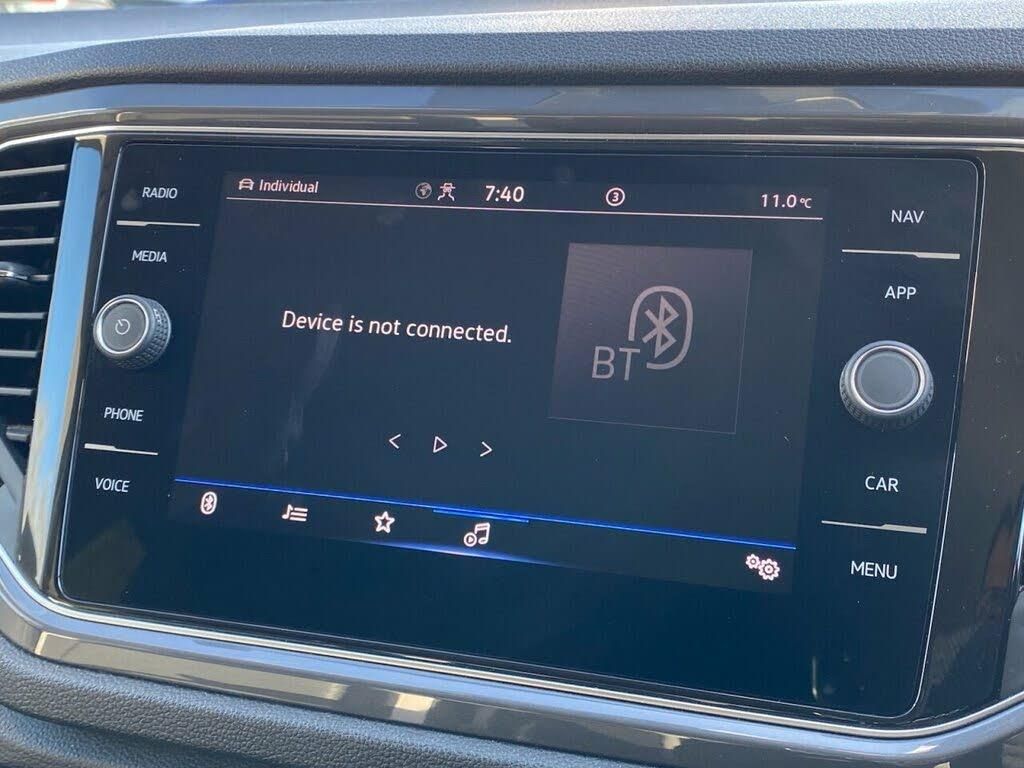 RADIO
MEDIA
PHONE
VOICE
Individual
7:40
3
11.0 °C
Device is not connected.
BT
NAV
APP
CAR
MENU